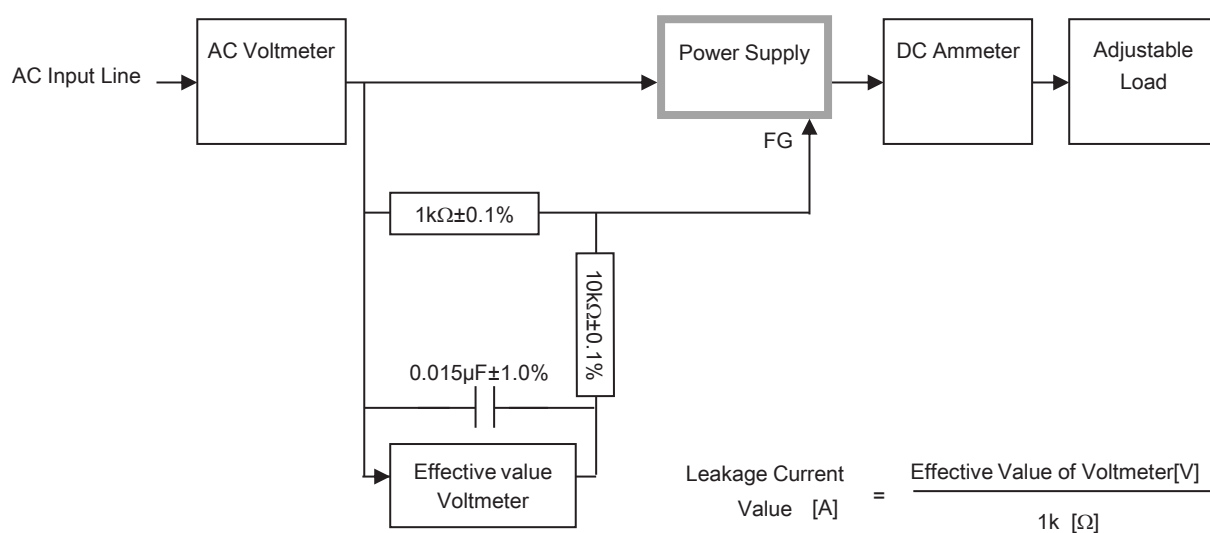 AC Input Line
AC Voltmeter
Power Supply
DC Ammeter
Adjustable
Load
FG
1kΩ±0.1%
10kΩ±0.1%
0.015µF±1.0%
Effective value
Voltmeter
Leakage Current
Value [A]
=
Effective Value of Voltmeter[V]
1k [Ω]